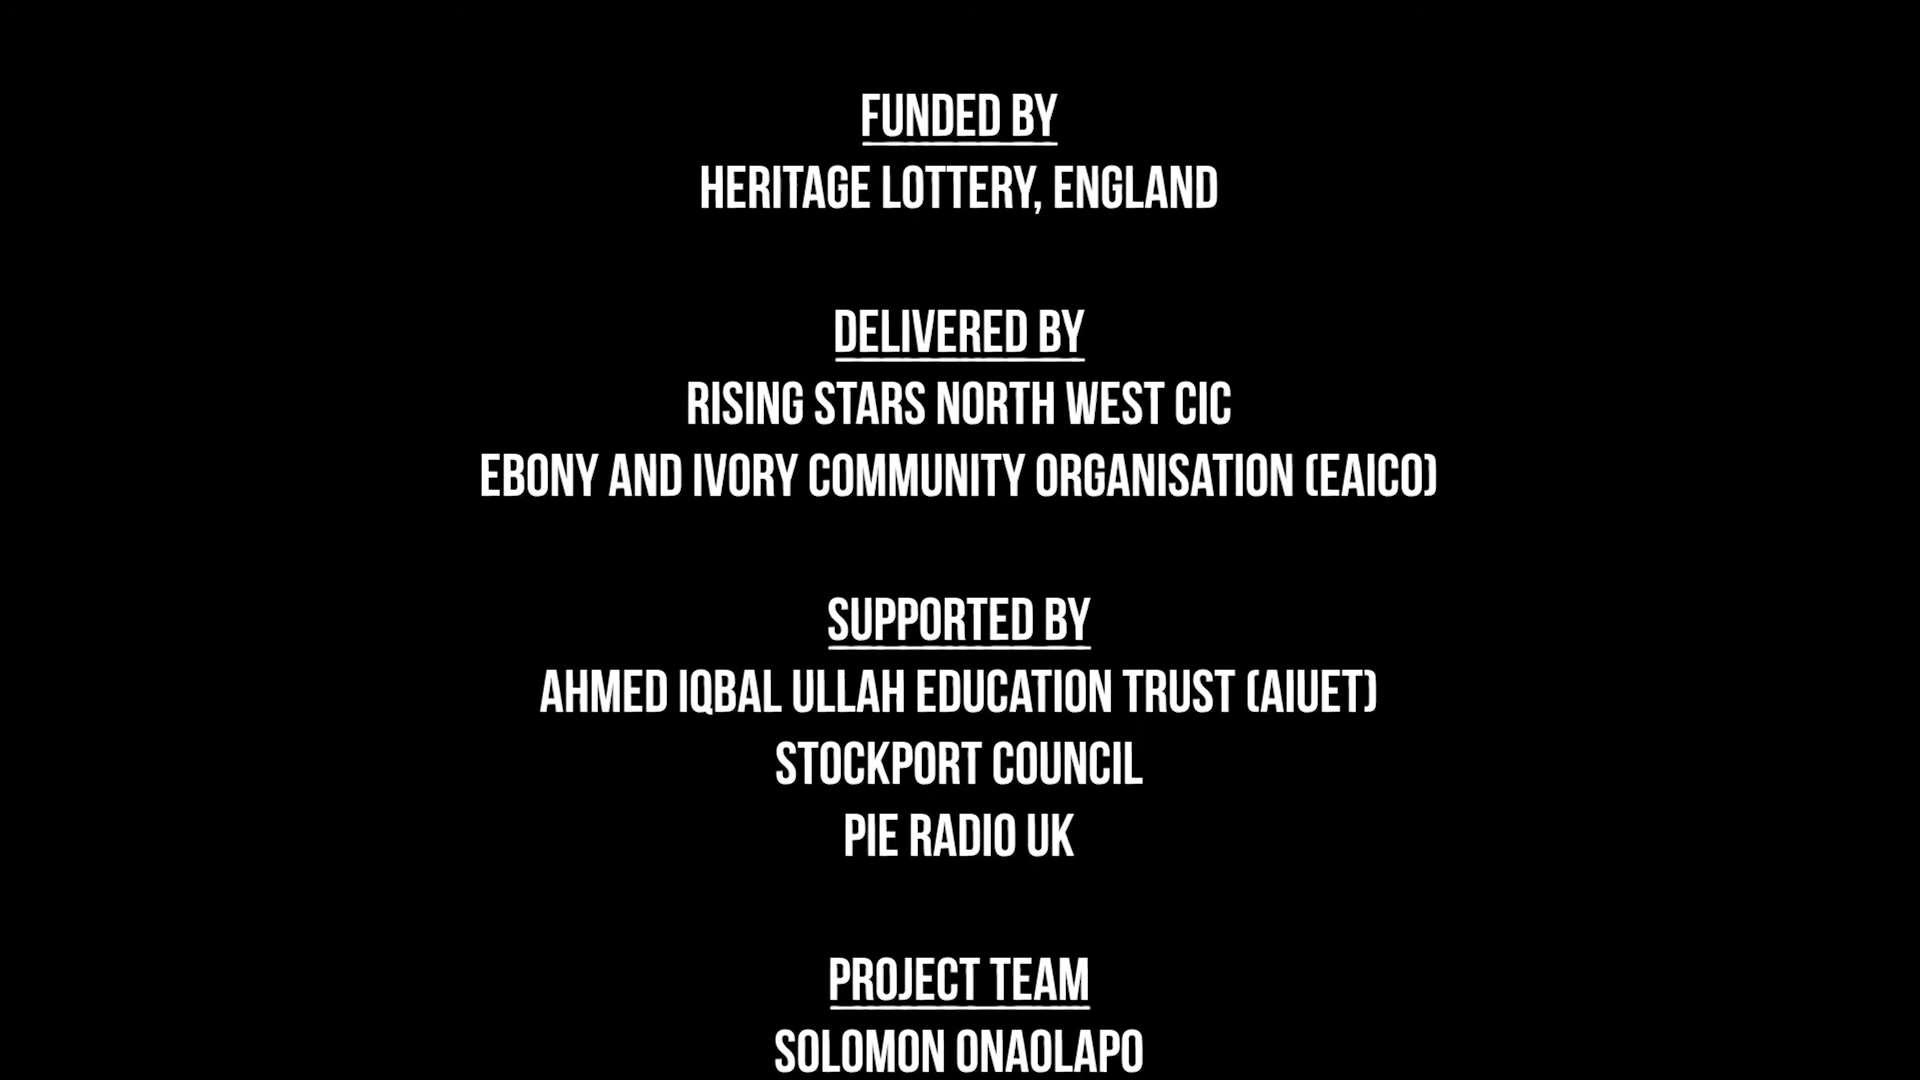 FUNDED BY
HERITAGE LOTTERY, ENGLAND
DELIVERED BY
RISING STARS NORTH WEST CIC
EBONY AND IVORY COMMUNITY ORGANISATION (EAICO)
SUPPORTED BY
AHMED IQBAL ULLAH EDUCATION TRUST (AIUET)
STOCKPORT COUNCIL
PIE RADIO UK
PROJECT TEAM
SOLOMON ONAOLAPO